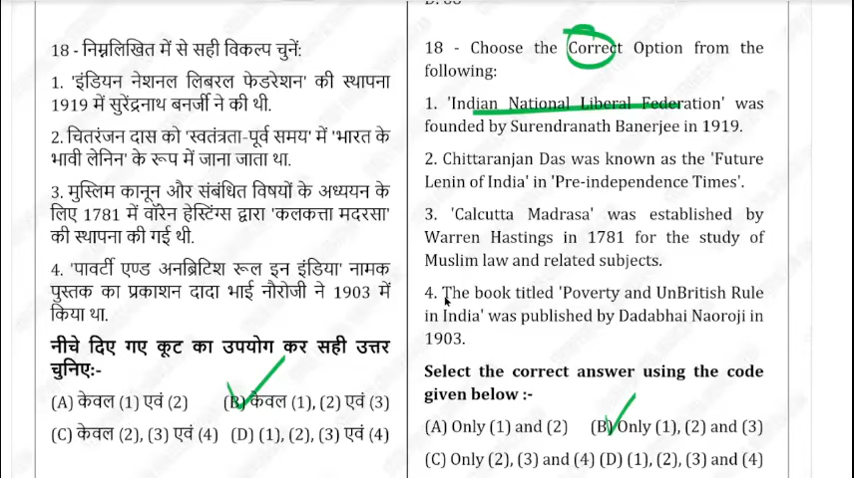 18 - निम्नलिखित में से सही विकल्प चुनें:
1. 'इंडियन नेशनल लिबरल फेडरेशन' की स्थापना
1919 में सुरेंद्रनाथ बनर्जी ने की थी.
2. चितरंजन दास को 'स्वतंत्रता-पूर्व समय' में 'भारत के
भावी लेनिन' के रूप में जाना जाता था.
3. मुस्लिम कानून और संबंधित विषयों के अध्ययन के
लिए 1781 में वॉरेन हेस्टिंग्स द्वारा 'कलकत्ता मदरसा'
की स्थापना की गई थी.
4. 'पावर्टी एण्ड अनब्रिटिश रूल इन इंडिया' नामक
पुस्तक का प्रकाशन दादा भाई नौरोजी ने 1903 में
किया था.
नीचे दिए गए कूट का उपयोग कर सही उत्तर
चुनिए:-
(A) केवल (1) एवं (2) (B) केवल (1), (2) एवं (3)
(C) केवल (2), (3) एवं (4) (D) (1), (2), (3) एवं (4)
18 - Choose the Correct Option from the
following:
1. 'Indian National Liberal Federation' was
founded by Surendranath Banerjee in 1919.
2. Chittaranjan Das was known as the 'Future
Lenin of India' in 'Pre-independence Times'.
3. 'Calcutta Madrasa' was established by
Warren Hastings in 1781 for the study of
Muslim law and related subjects.
4. The book titled 'Poverty and UnBritish Rule
in India' was published by Dadabhai Naoroji in
1903.
Select the correct answer using the code
given below :-
(A) Only (1) and (2) (B) Only (1), (2) and (3)
(C) Only (2), (3) and (4) (D) (1), (2), (3) and (4)